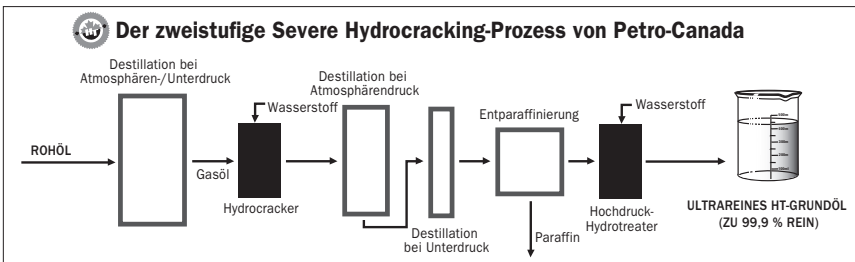 Der zweistufige Severe Hydrocracking-Prozess von Petro-Canada
Destillation bei
Atmosphären-/Unterdruck
ROHÖL
Gasöl
Wasserstoff
Hydrocracker
Destillation bei
Atmosphärendruck
Destillation
bei Unterdruck
Entparaffinierung
Paraffin
Wasserstoff
Hochdruck-
Hydrotreater
ULTRAREINES HT-GRUNDÖL
(ZU 99,9 % REIN)